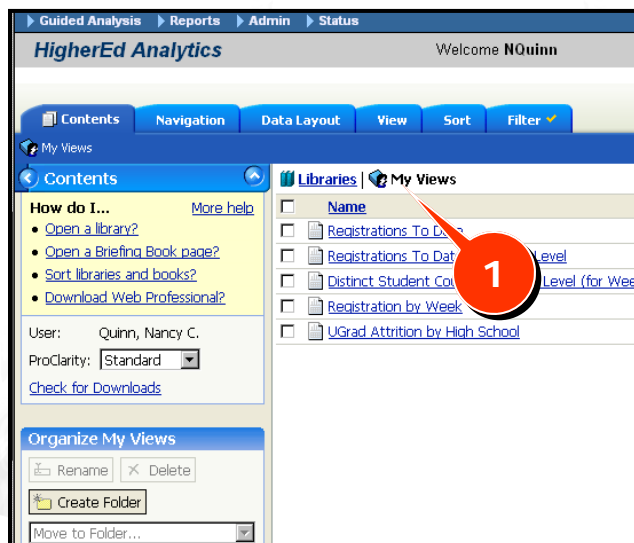 Guided Analysis Reports Admin Status
HigherEd Analytics Welcome NQuinn
Contents Navigation Data Layout View Sort Filter
My Views
Contents
How do I... More help
Open a library?
Open a Briefing Book page?
Sort libraries and books?
Download Web Professional?
User: Quinn, Nancy C.
ProClarity: Standard
Check for Downloads
Organize My Views
Rename Delete
Create Folder
Move to Folder...
Libraries | My Views
Name
Registrations To
Registrations To Level
Distinct Student Level (for
Registration by Week
UGrad Attrition by High School
1